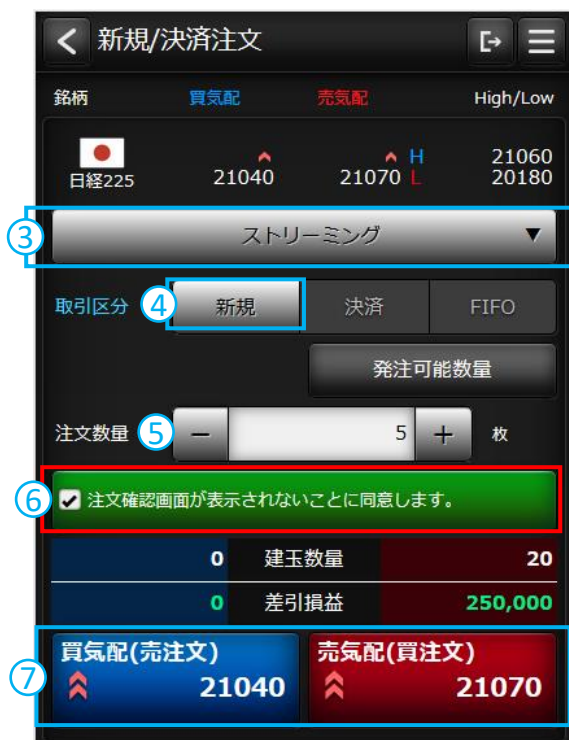 新規/決済注文
銘柄 買気配 売気配 High/Low
H 21060
日経225 21040 21070 L 20180
③ ストリーミング ▼
取引区分 ④ 新規 決済 FIFO
発注可能数量
注文数量 ⑤ − 5 + 枚
⑥ 注文確認画面が表示されないことに同意します。
0 建玉数量 20
0 差引損益 250,000
買気配(売注文) 売気配(買注文)
⑦ 21040 21070